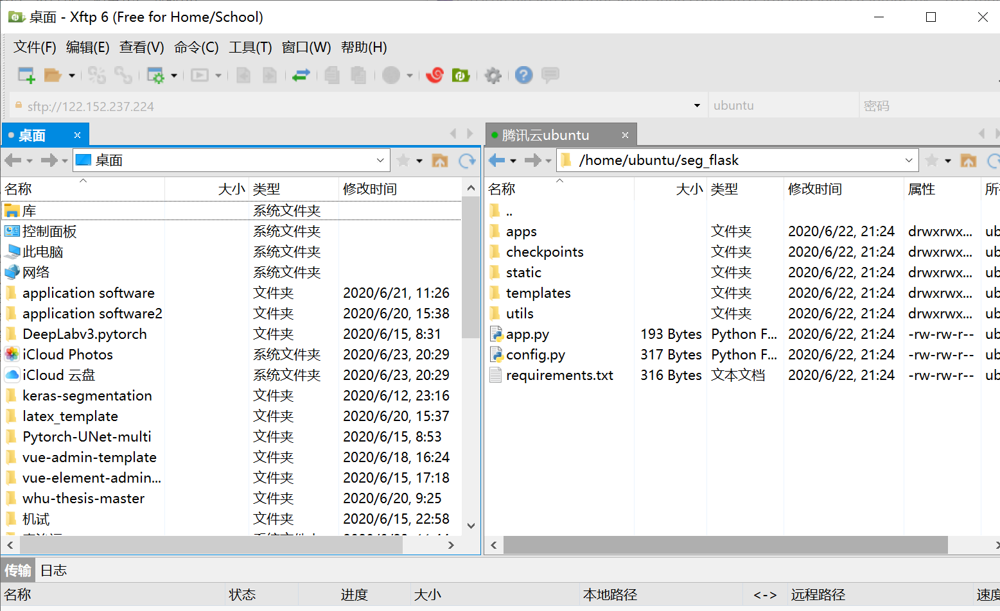 桌面 - Xftp 6 (Free for Home/School)
文件(F) 编辑(E) 查看(V) 命令(C) 工具(T) 窗口(W) 帮助(H)
sftp://122.152.237.224 ubuntu 密码
桌面
桌面
名称 大小 类型 修改时间
库 系统文件夹
控制面板 系统文件夹
此电脑 系统文件夹
网络 系统文件夹
application software 文件夹 2020/6/21, 11:26
application software2 文件夹 2020/6/20, 15:38
DeepLabv3.pytorch 文件夹 2020/6/15, 8:31
iCloud Photos 系统文件夹 2020/6/23, 20:29
iCloud 云盘 系统文件夹 2020/6/23, 20:29
keras-segmentation 文件夹 2020/6/12, 23:16
latex_template 文件夹 2020/6/20, 15:37
Pytorch-UNet-multi 文件夹 2020/6/15, 8:53
vue-admin-template 文件夹 2020/6/18, 16:24
vue-element-admin... 文件夹 2020/6/15, 17:18
whu-thesis-master 文件夹 2020/6/20, 9:25
机试 文件夹 2020/6/15, 22:58
腾讯云ubuntu
/home/ubuntu/seg_flask
名称 大小 类型 修改时间 属性 所
..
apps 文件夹 2020/6/22, 21:24 drwxrwx... ub
checkpoints 文件夹 2020/6/22, 21:24 drwxrwx... ub
static 文件夹 2020/6/22, 21:24 drwxrwx... ub
templates 文件夹 2020/6/22, 21:24 drwxrwx... ub
utils 文件夹 2020/6/22, 21:24 drwxrwx... ub
app.py 193 Bytes Python F... 2020/6/22, 21:24 -rw-rw-r-- ub
config.py 317 Bytes Python F... 2020/6/22, 21:24 -rw-rw-r-- ub
requirements.txt 316 Bytes 文本文档 2020/6/22, 21:24 -rw-rw-r-- ub
传输 日志
名称 状态 进度 大小 本地路径 <-> 远程路径 速度